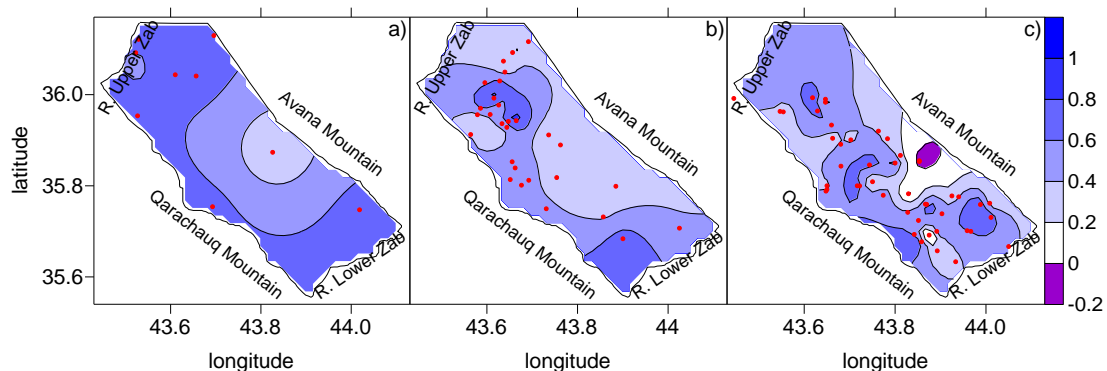 a)
b)
c)
R. Upper Zab
Avana Mountain
Qarachauq Mountain
R. Lower Zab
R. Upper Zab
Avana Mountain
Qarachauq Mountain
R. Lower Zab
R. Upper Zab
Avana Mountain
Qarachauq Mountain
R. Lower Zab
latitude
36.0
35.8
35.6
43.6
43.8
44.0
43.6
43.8
44.0
43.6
43.8
44.0
longitude
longitude
longitude
1
0.8
0.6
0.4
0.2
0
-0.2